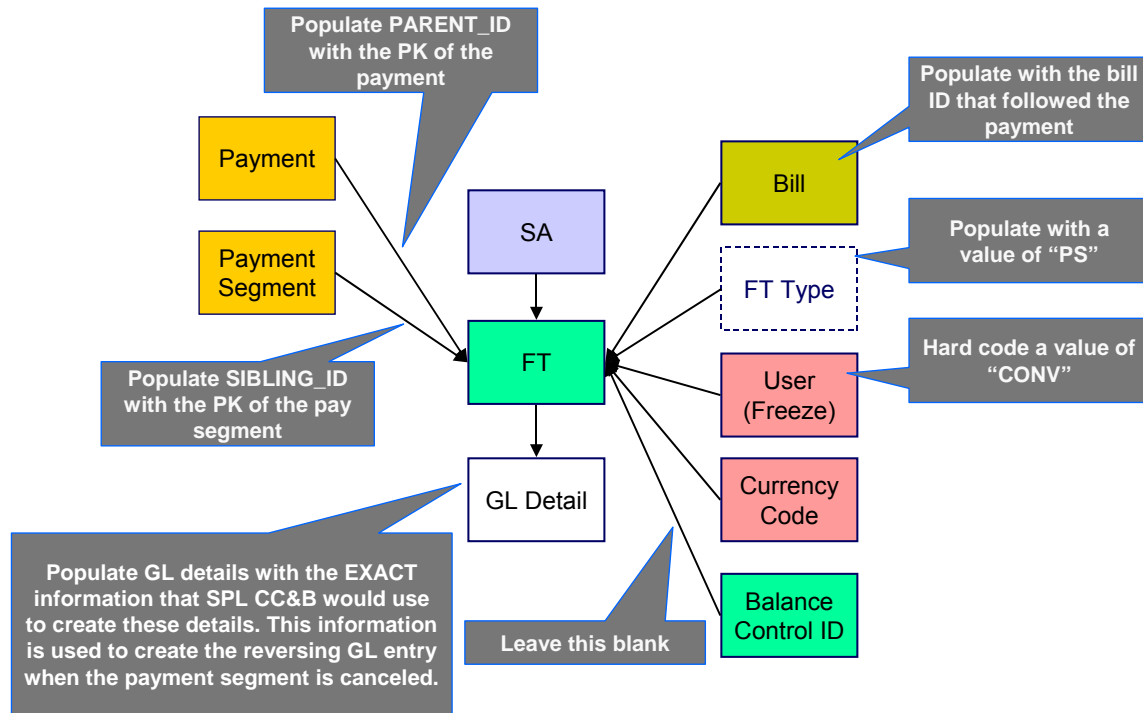 Populate PARENT_ID
with the PK of the
payment
Populate with the bill
ID that followed the
payment
Payment
Bill
SA
Populate with a
value of “PS”
Payment
Segment
FT Type
FT
Hard code a value of
“CONV”
User
(Freeze)
Populate SIBLING_ID
with the PK of the pay
segment
GL Detail
Currency
Code
Populate GL details with the EXACT
information that SPL CC&B would use
to create these details. This information
is used to create the reversing GL entry
when the payment segment is canceled.
Leave this blank
Balance
Control ID